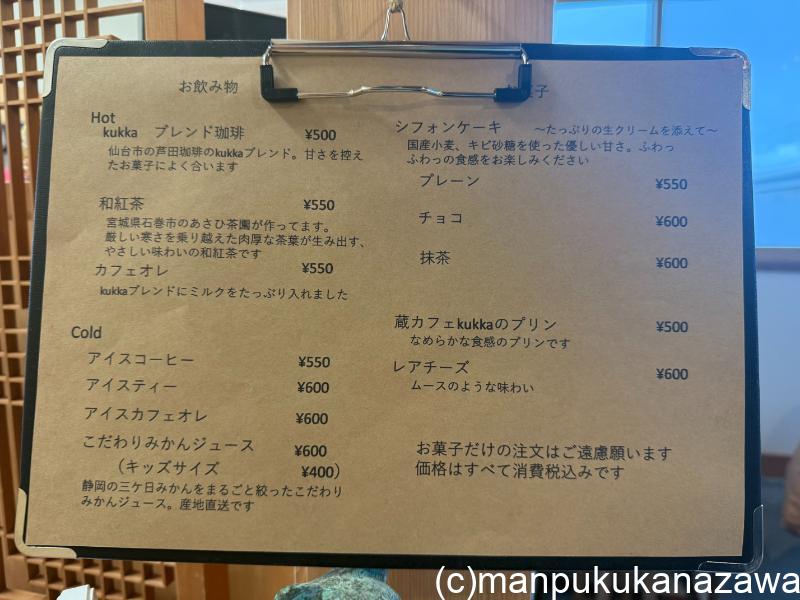 お飲み物
Hot
kukka ブレンド珈琲 ¥500
仙台市の芦田珈琲のkukkaブレンド。甘さを控え
たお菓子によく合います
和紅茶 ¥550
宮城県石巻市のあさひ茶園が作ってます。
厳しい寒さを乗り越えた肉厚な茶葉が生み出す、
やさしい味わいの和紅茶です
カフェオレ ¥550
kukkaブレンドにミルクをたっぷり入れました
Cold
アイスコーヒー ¥550
アイスティー ¥600
アイスカフェオレ ¥600
こだわりみかんジュース ¥600
（キッズサイズ ¥400）
静岡の三ケ日みかんをまるごと絞ったこだわり
みかんジュース。産地直送です
子
シフォンケーキ ～たっぷりの生クリームを添えて～
国産小麦、キビ砂糖を使った優しい甘さ。ふわっ
ふわっの食感をお楽しみください
プレーン ¥550
チョコ ¥600
抹茶 ¥600
蔵カフェkukkaのプリン ¥500
なめらかな食感のプリンです
レアチーズ ¥600
ムースのような味わい
お菓子だけの注文はご遠慮願います
価格はすべて消費税込みです
(c)manpukukanazawa